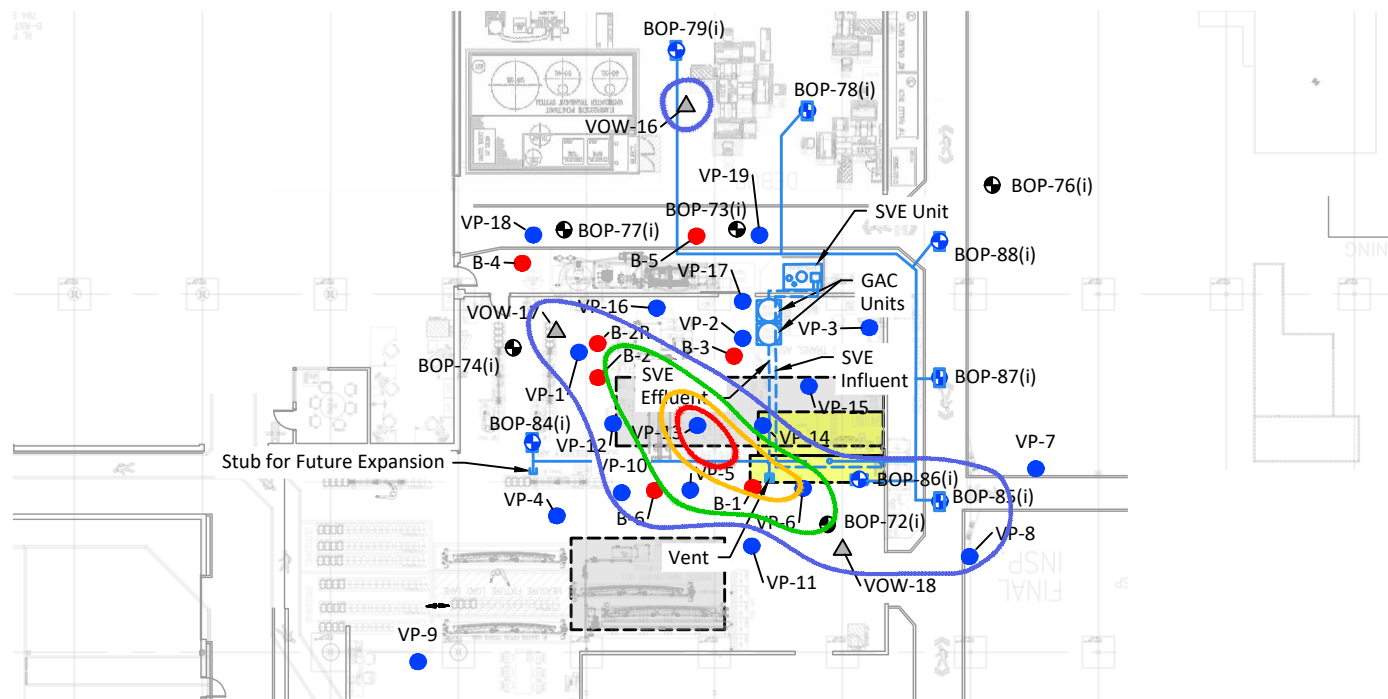 BOP-79(i)
BOP-78(i)
VOW-16
VP-19
BOP-76(i)
BOP-73(i)
SVE Unit
VP-18
BOP-77(i)
BOP-88(i)
B-5
B-4
VP-17
GAC
Units
VOW-17
VP-16
VP-2
VP-3
B-2R
B-3
BOP-74(i)
B-2
SVE
Effluent
SVE
Influent
BOP-87(i)
VP-1
VP-15
BOP-84(i)
VP-12
VP-13
VP-14
VP-7
Stub for Future Expansion
VP-10
VP-5
BOP-86(i)
VP-4
B-6
B-1
VP-6
BOP-85(i)
BOP-72(i)
Vent
VP-8
VP-11
VOW-18
FINAL
INSP
VP-9